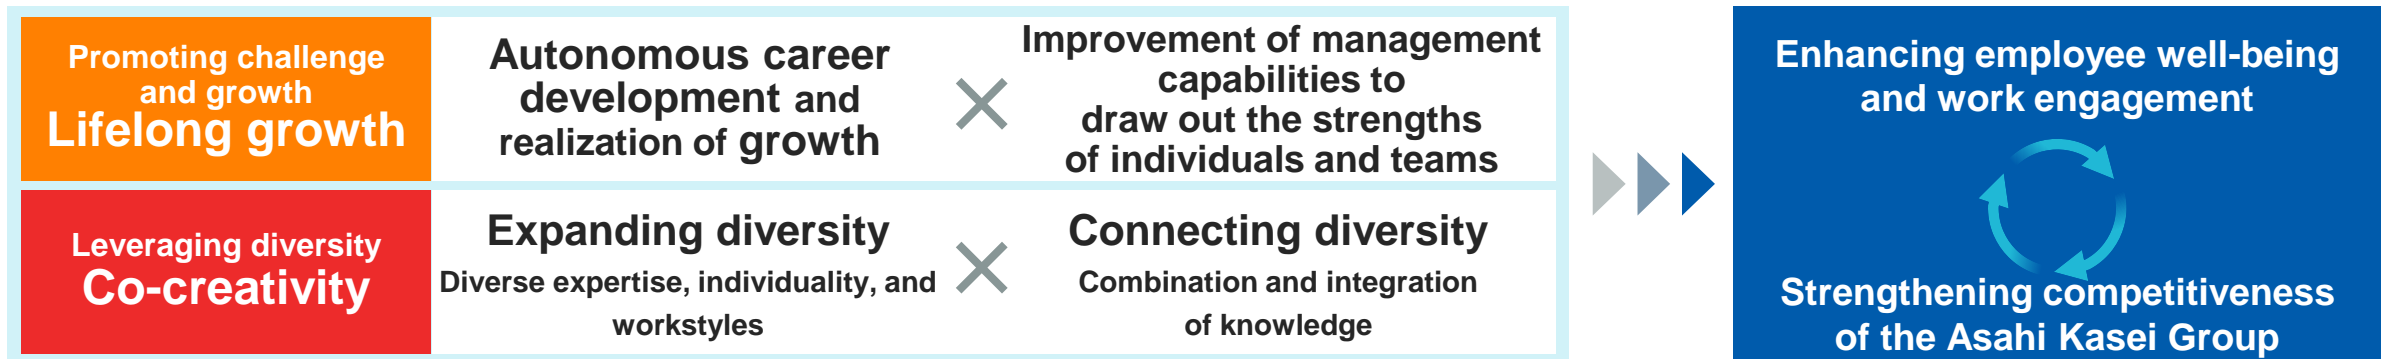 Promoting challenge
and growth
Lifelong growth
Autonomous career
development and
realization of growth
×
Improvement of management
capabilities to
draw out the strengths
of individuals and teams
Leveraging diversity
Co-creativity
Expanding diversity
Diverse expertise, individuality, and
workstyles
×
Connecting diversity
Combination and integration
of knowledge
Enhancing employee well-being
and work engagement
Strengthening competitiveness
of the Asahi Kasei Group